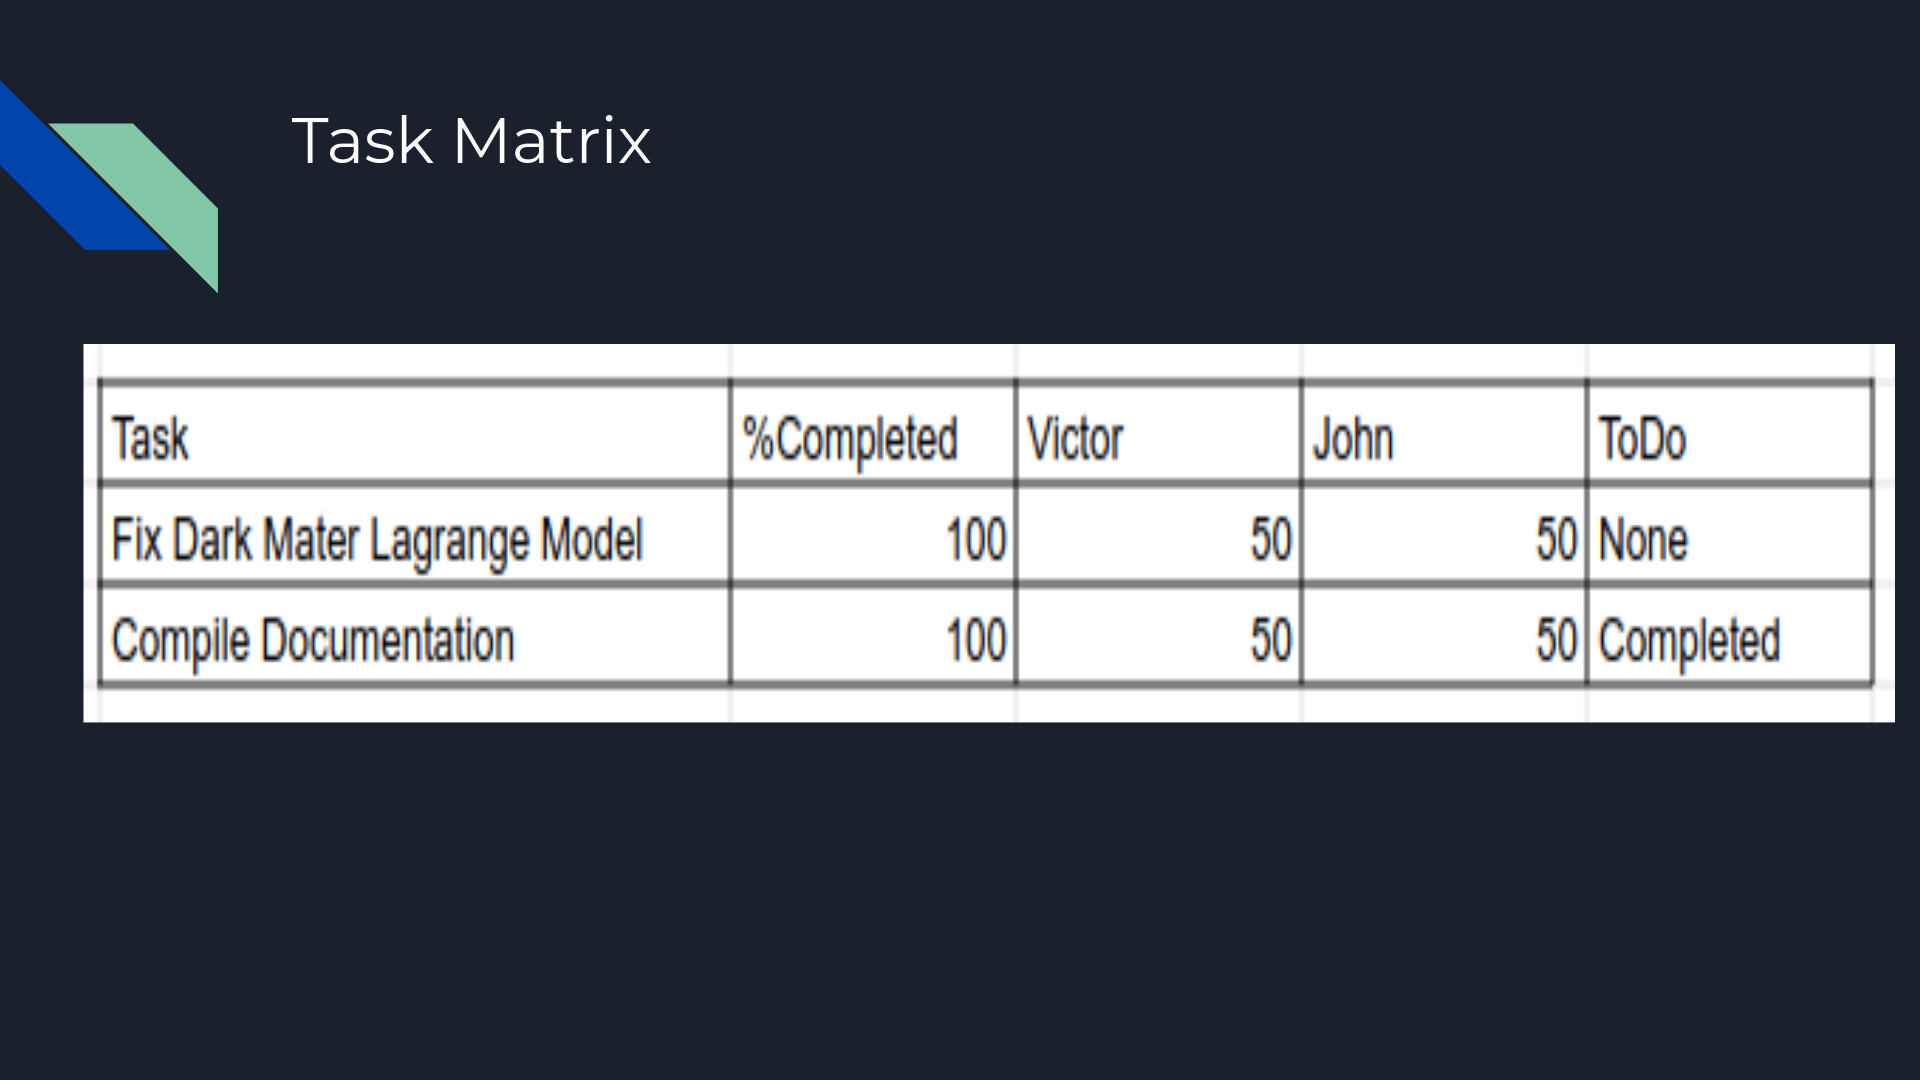 Task Matrix
Task %Completed Victor John ToDo
Fix Dark Mater Lagrange Model 100 50 50 None
Compile Documentation 100 50 50 Completed